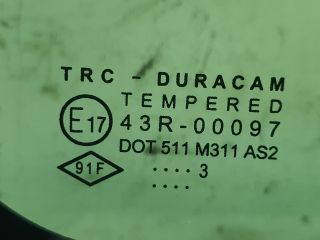 TRC - DURACAM
TEMPERED
E17 43R-00097
DOT 511 M311 AS2
91F .... 3
....